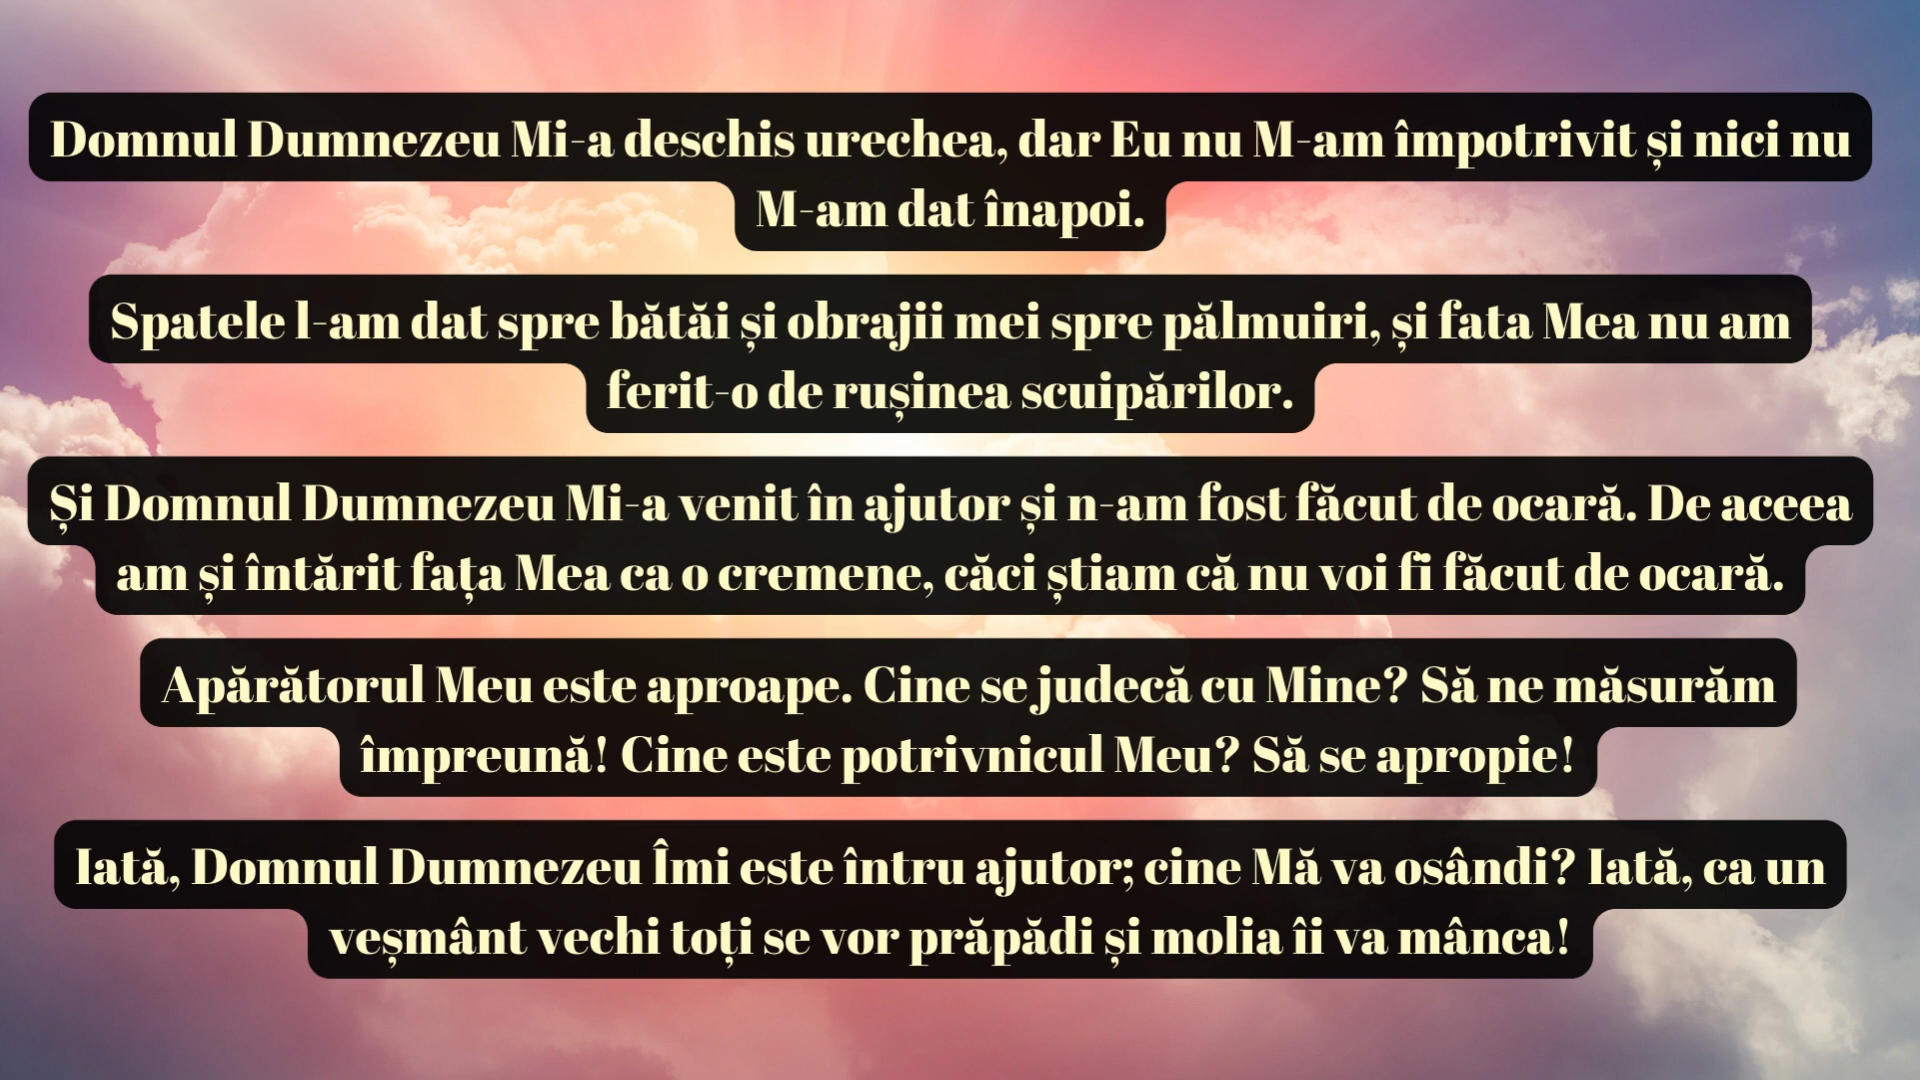 Domnul Dumnezeu Mi-a deschis urechea, dar Eu nu M-am împotrivit și nici nu
M-am dat înapoi.
Spatele l-am dat spre bătăi și obrajii mei spre pălmuiri, și fata Mea nu am
ferit-o de rușinea scuipărilor.
Și Domnul Dumnezeu Mi-a venit în ajutor și n-am fost făcut de ocară. De aceea
am și întărit fața Mea ca o cremene, căci știam că nu voi fi făcut de ocară.
Apărătorul Meu este aproape. Cine se judecă cu Mine? Să ne măsurăm
împreună! Cine este potrivnicul Meu? Să se apropie!
Iată, Domnul Dumnezeu Îmi este întru ajutor; cine Mă va osândi? Iată, ca un
veșmânt vechi toți se vor prăpădi și molia îi va mânca!